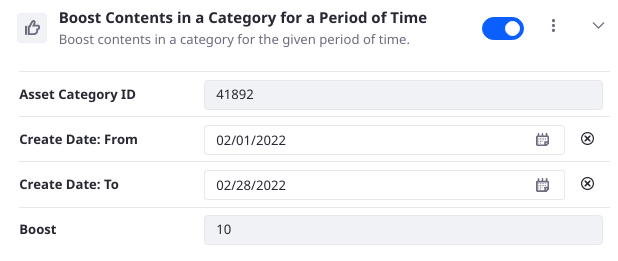 Boost Contents in a Category for a Period of Time
Boost contents in a category for the given period of time.
Asset Category ID 41892
Create Date: From 02/01/2022
Create Date: To 02/28/2022
Boost 10